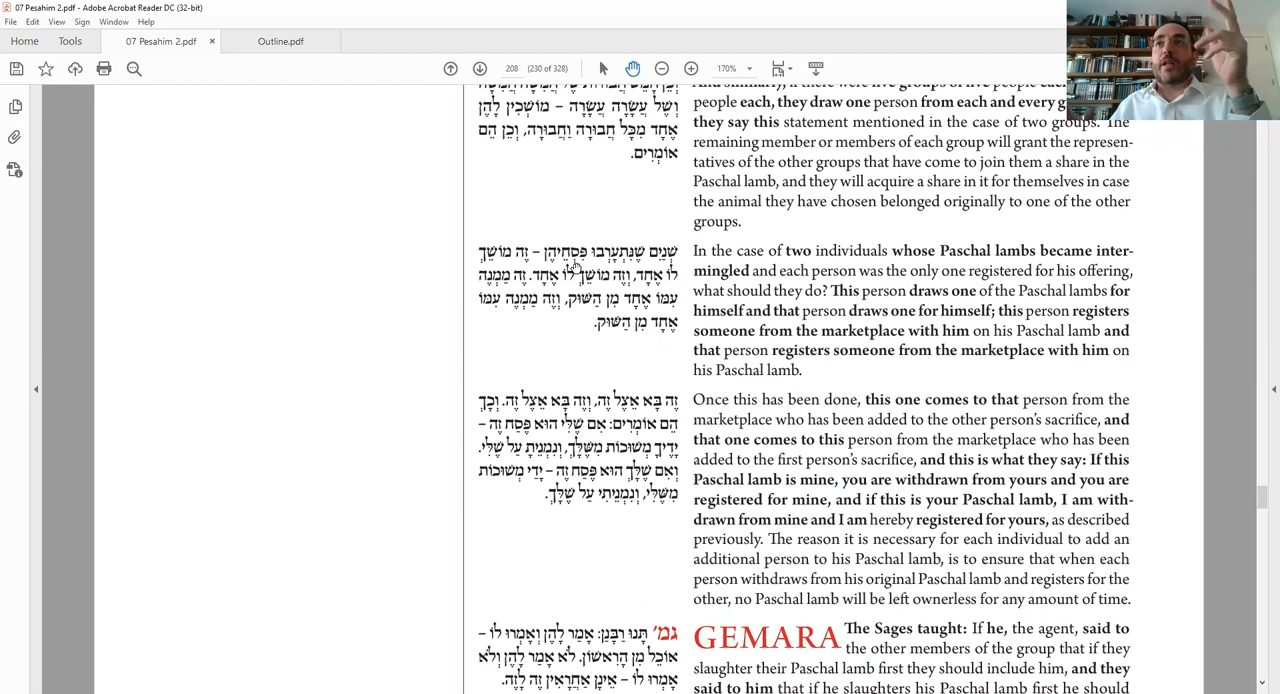 07 Pesahim 2.pdf - Adobe Acrobat Reader DC (32-bit)
File Edit View Sign Window Help
Home Tools 07 Pesahim 2.pdf × Outline.pdf
208 (230 of 328) 170%
וְשֶׁל עֲשָׂרָה עֲשָׂרָה – מוֹשְׁכִין לָהֶן
אֶחָד מִכׇּל חֲבוּרָה וַחֲבוּרָה, וְכֵן הֵם
אוֹמְרִים.
people each, they draw one person from each and every g
they say this statement mentioned in the case of two groups. The
remaining member or members of each group will grant the represen-
tatives of the other groups that have come to join them a share in the
Paschal lamb, and they will acquire a share in it for themselves in case
the animal they have chosen belonged originally to one of the other
groups.
שְׁנַיִם שֶׁנִּתְעָרְבוּ פִּסְחֵיהֶן – זֶה מוֹשֵׁךְ
לוֹ אֶחָד, וְזֶה מוֹשֵׁךְ לוֹ אֶחָד. זֶה מְמַנֶּה
עִמּוֹ אֶחָד מִן הַשּׁוּק, וְזֶה מְמַנֶּה עִמּוֹ
אֶחָד מִן הַשּׁוּק.
In the case of two individuals whose Paschal lambs became inter-
mingled and each person was the only one registered for his offering,
what should they do? This person draws one of the Paschal lambs for
himself and that person draws one for himself; this person registers
someone from the marketplace with him on his Paschal lamb and
that person registers someone from the marketplace with him on
his Paschal lamb.
זֶה בָּא אֵצֶל זֶה, וְזֶה בָּא אֵצֶל זֶה. וְכָךְ
הֵם אוֹמְרִים: אִם שֶׁלִּי הוּא פֶּסַח זֶה –
יָדֶיךָ מְשׁוּכוֹת מִשֶּׁלְּךָ, וְנִמְנֵיתָ עַל שֶׁלִּי.
וְאִם שֶׁלְּךָ הוּא פֶּסַח זֶה – יָדַי מְשׁוּכוֹת
מִשֶּׁלִּי, וְנִמְנֵיתִי עַל שֶׁלְּךָ.
Once this has been done, this one comes to that person from the
marketplace who has been added to the other person's sacrifice, and
that one comes to this person from the marketplace who has been
added to the first person's sacrifice, and this is what they say: If this
Paschal lamb is mine, you are withdrawn from yours and you are
registered for mine, and if this is your Paschal lamb, I am with-
drawn from mine and I am hereby registered for yours, as described
previously. The reason it is necessary for each individual to add an
additional person to his Paschal lamb, is to ensure that when each
person withdraws from his original Paschal lamb and registers for the
other, no Paschal lamb will be left ownerless for any amount of time.
גמ׳ תָּנוּ רַבָּנַן: אָמַר לָהֶן וְאָמְרוּ לוֹ –
אוֹכֵל מִן הָרִאשׁוֹן. לֹא אָמַר לָהֶן וְלֹא
אָמְרוּ לוֹ – אֵינָן אַחֲרָאִין זֶה לָזֶה.
GEMARA The Sages taught: If he, the agent, said to
the other members of the group that if they
slaughter their Paschal lamb first they should include him, and they
said to him that if he slaughters his Paschal lamb first he should